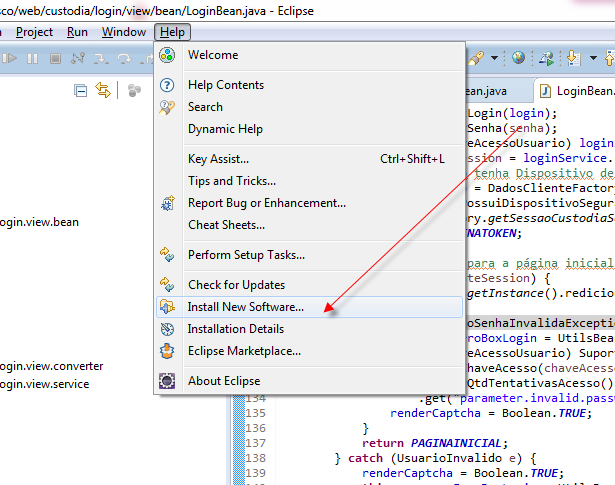 sco/web/custodia/login/view/bean/LoginBean.java - Eclipse
Project Run Window Help
Welcome
Help Contents
Search
Dynamic Help
Key Assist... Ctrl+Shift+L
Tips and Tricks...
Report Bug or Enhancement...
Cheat Sheets...
Perform Setup Tasks...
Check for Updates
Install New Software...
Installation Details
Eclipse Marketplace...
About Eclipse
ogin.view.bean
ogin.view.converter
ogin.view.service
ean.java LoginBean.
Login(login);
Senha(senha);
eAcessoUsuario) login
ssion = loginService.
tenha Dispositivo de
= DadosClienteFactory
ossuiDispositivoSegur
ry.getSessaoCustodiaS
INATOKEN;
para a página inicial
teSession) {
getInstance().redicio
oSenhaInvalidaExcepti
eroBoxLogin = UtilsBea
eAcessoUsuario) Supor
haveAcesso(chaveAcess
QtdTentativasAcesso()
134 .get("parameter.invalid.passw
135 renderCaptcha = Boolean.TRUE;
136 }
137 return PAGINAINICIAL;
138 } catch (UsuarioInvalido e) {
139 renderCaptcha = Boolean.TRUE;